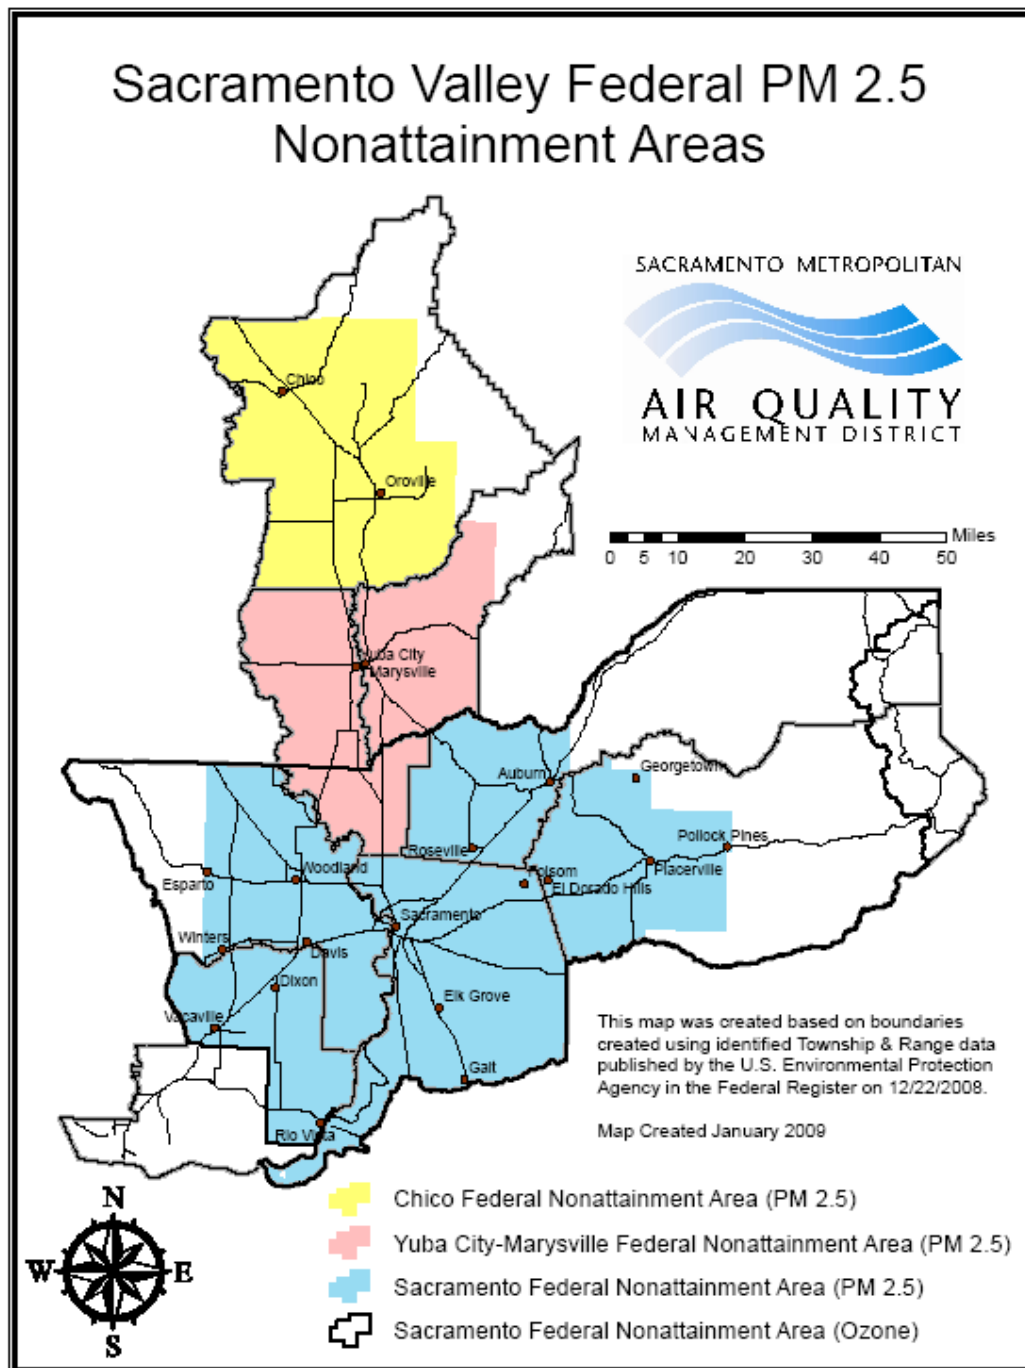 Sacramento Valley Federal PM 2.5
Nonattainment Areas
SACRAMENTO METROPOLITAN
AIR QUALITY
MANAGEMENT DISTRICT
Chico
Oroville
Miles
0 5 10 20 30 40 50
Yuba City
Marysville
Auburn
Georgetown
Pollock Pines
Roseville
Placerville
Folsom
El Dorado Hills
Woodland
Esparto
Sacramento
Winters
Davis
Dixon
Elk Grove
Vacaville
Galt
Rio Vista
This map was created based on boundaries
created using identified Township & Range data
published by the U.S. Environmental Protection
Agency in the Federal Register on 12/22/2008.
Map Created January 2009
N
W E
S
Chico Federal Nonattainment Area (PM 2.5)
Yuba City-Marysville Federal Nonattainment Area (PM 2.5)
Sacramento Federal Nonattainment Area (PM 2.5)
Sacramento Federal Nonattainment Area (Ozone)